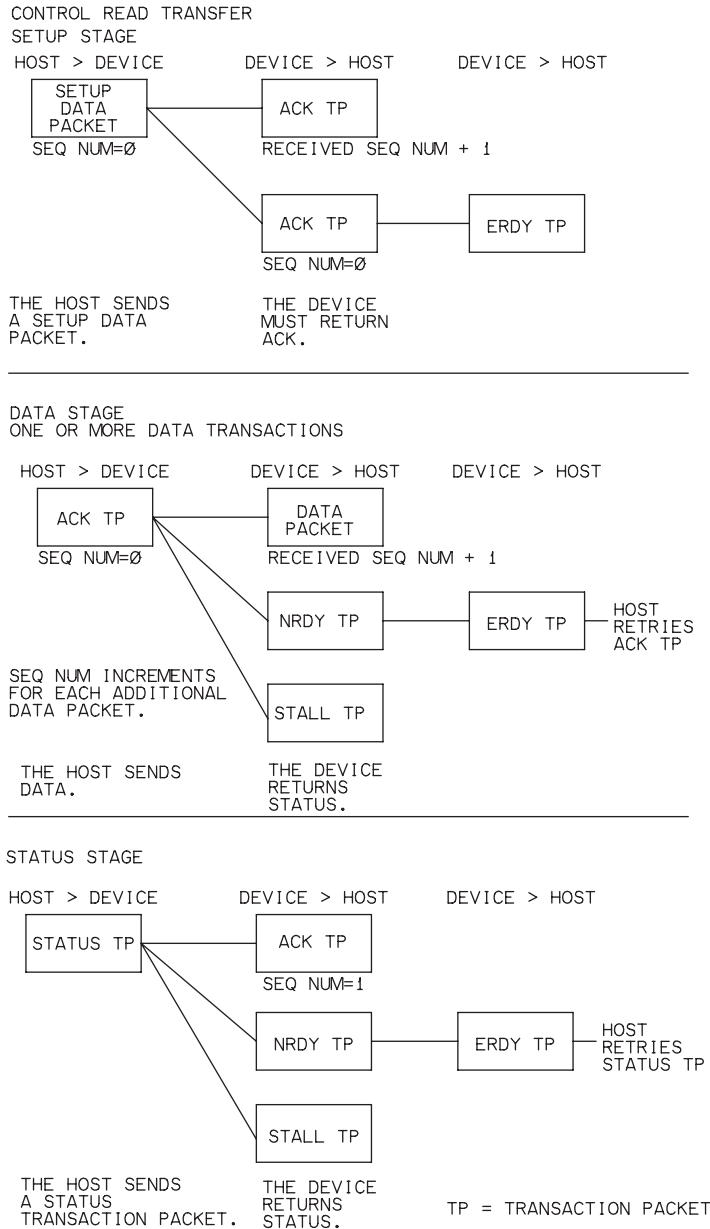 CONTROL READ TRANSFER
SETUP STAGE
HOST > DEVICE DEVICE > HOST DEVICE > HOST
SETUP
DATA
PACKET
ACK TP
SEQ NUM=Ø
RECEIVED SEQ NUM + 1
ACK TP
ERDY TP
SEQ NUM=Ø
THE HOST SENDS
A SETUP DATA
PACKET.
THE DEVICE
MUST RETURN
ACK.
DATA STAGE
ONE OR MORE DATA TRANSACTIONS
HOST > DEVICE DEVICE > HOST DEVICE > HOST
ACK TP
DATA
PACKET
SEQ NUM=Ø
RECEIVED SEQ NUM + 1
NRDY TP
ERDY TP
HOST
RETRIES
ACK TP
SEQ NUM INCREMENTS
FOR EACH ADDITIONAL
DATA PACKET.
STALL TP
THE HOST SENDS
DATA.
THE DEVICE
RETURNS
STATUS.
STATUS STAGE
HOST > DEVICE DEVICE > HOST DEVICE > HOST
STATUS TP
ACK TP
SEQ NUM=1
NRDY TP
ERDY TP
HOST
RETRIES
STATUS TP
STALL TP
THE HOST SENDS
A STATUS
TRANSACTION PACKET.
THE DEVICE
RETURNS
STATUS.
TP = TRANSACTION PACKET